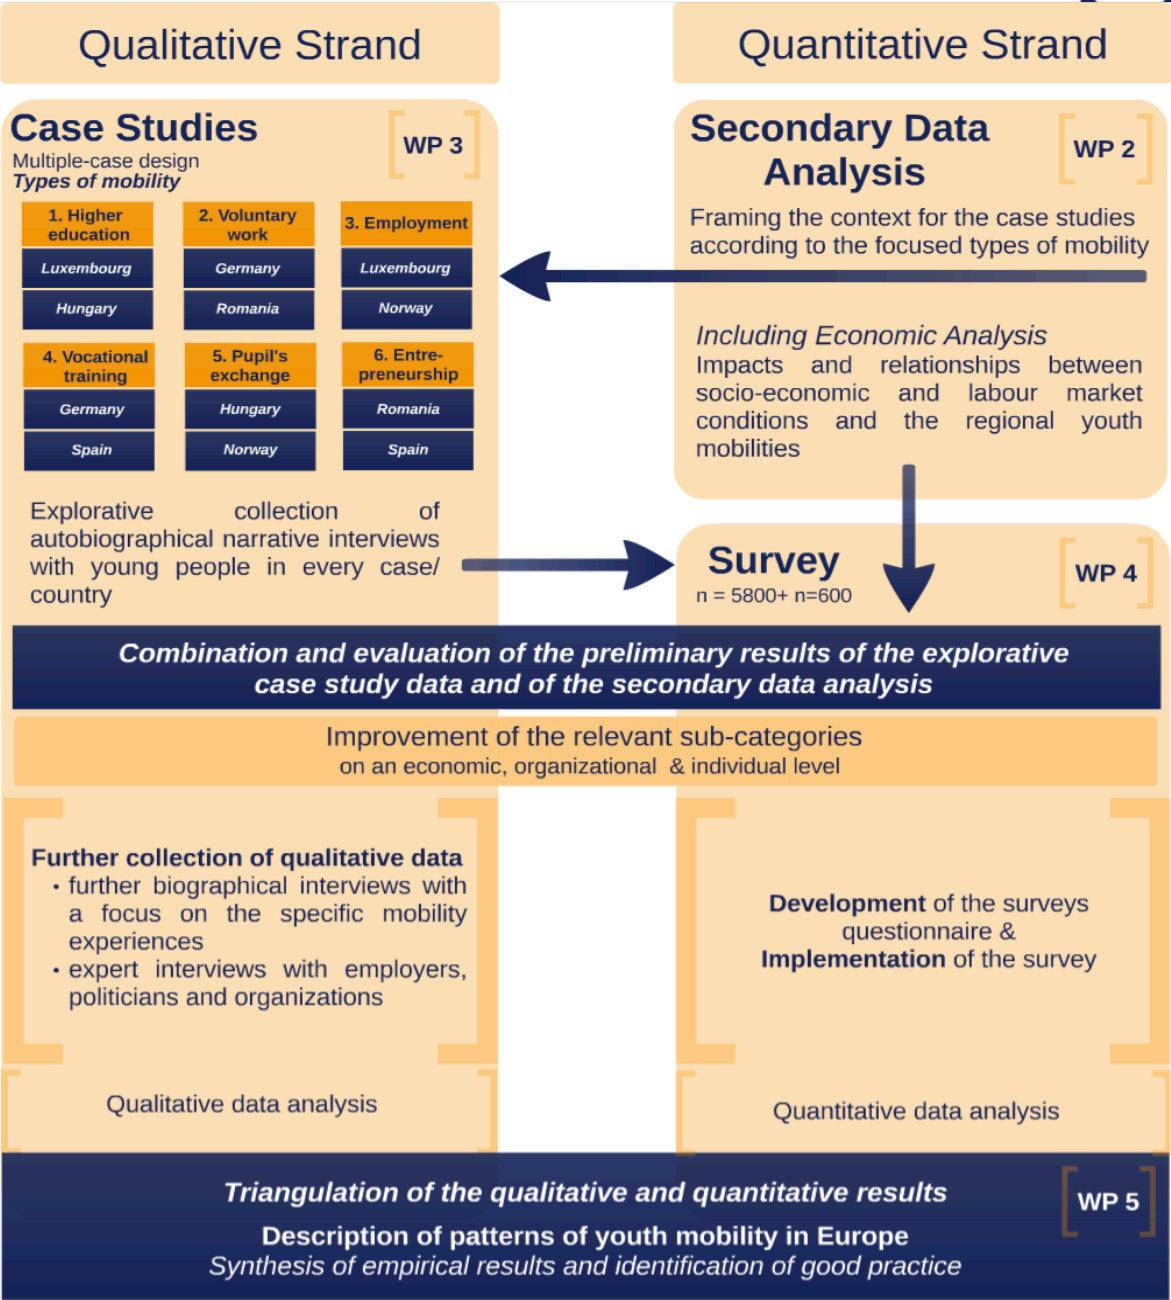 Qualitative Strand
Quantitative Strand
Case Studies
WP 3
Multiple-case design
Types of mobility
1. Higher
education
Luxembourg
Hungary
2. Voluntary
work
Germany
Romania
3. Employment
Luxembourg
Norway
4. Vocational
training
Germany
Spain
5. Pupil's
exchange
Hungary
Norway
6. Entre-
preneurship
Romania
Spain
Explorative collection of
autobiographical narrative interviews
with young people in every case/
country
Secondary Data
Analysis
WP 2
Framing the context for the case studies
according to the focused types of mobility
Including Economic Analysis
Impacts and relationships between
socio-economic and labour market
conditions and the regional youth
mobilities
Survey
WP 4
n = 5800+ n=600
Combination and evaluation of the preliminary results of the explorative
case study data and of the secondary data analysis
Improvement of the relevant sub-categories
on an economic, organizational & individual level
Further collection of qualitative data
• further biographical interviews with
a focus on the specific mobility
experiences
• expert interviews with employers,
politicians and organizations
Development of the surveys
questionnaire &
Implementation of the survey
Qualitative data analysis
Quantitative data analysis
Triangulation of the qualitative and quantitative results
WP 5
Description of patterns of youth mobility in Europe
Synthesis of empirical results and identification of good practice